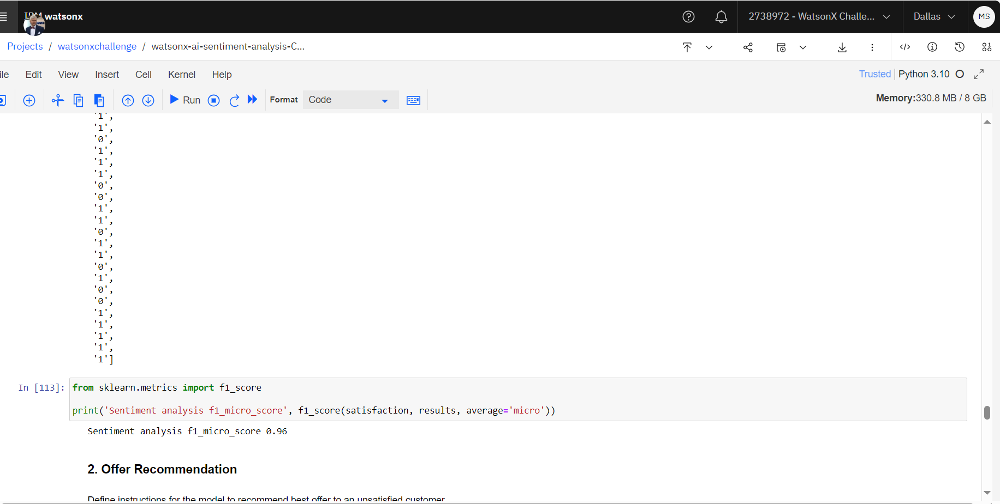 IBM watsonx
2738972 - WatsonX Challe...
Dallas
MS
Projects / watsonxchallenge / watsonx-ai-sentiment-analysis-C...
ile Edit View Insert Cell Kernel Help
Trusted | Python 3.10
Run
Format
Code
Memory:330.8 MB / 8 GB
'1',
'1',
'0',
'1',
'1',
'1',
'0',
'0',
'1',
'1',
'0',
'1',
'1',
'0',
'1',
'0',
'0',
'1',
'1',
'1',
'1',
'1']
In [113]: from sklearn.metrics import f1_score
print('Sentiment analysis f1_micro_score', f1_score(satisfaction, results, average='micro'))
Sentiment analysis f1_micro_score 0.96
2. Offer Recommendation
Define instructions for the model to recommend best offer to an unsatisfied customer